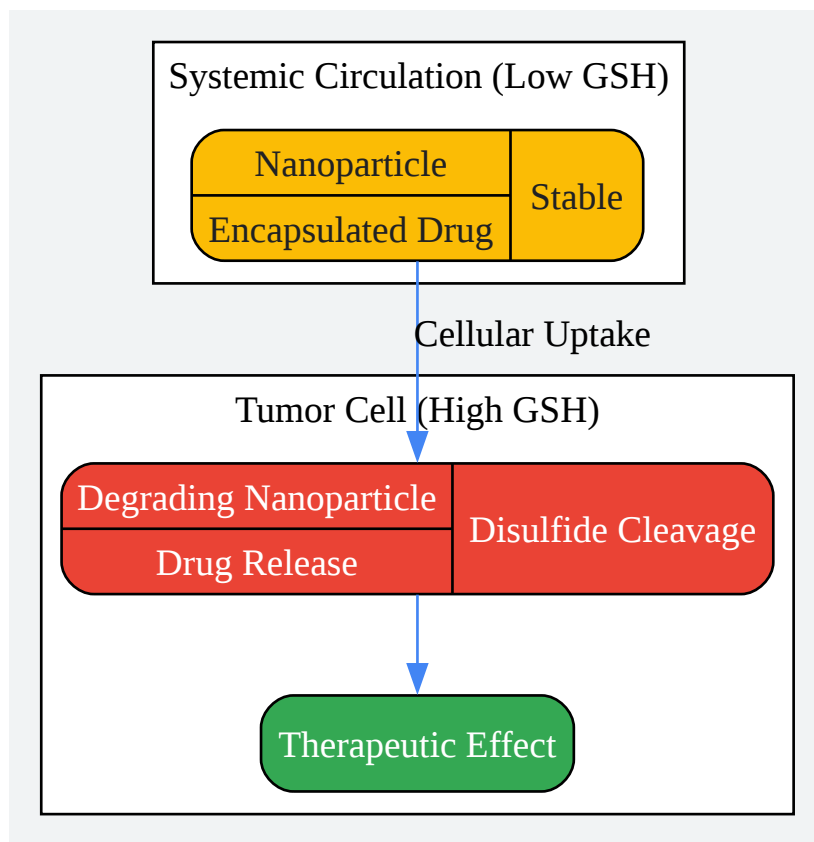 Systemic Circulation (Low GSH)
Nanoparticle
Encapsulated Drug
Stable
Cellular Uptake
Tumor Cell (High GSH)
Degrading Nanoparticle
Drug Release
Disulfide Cleavage
Therapeutic Effect